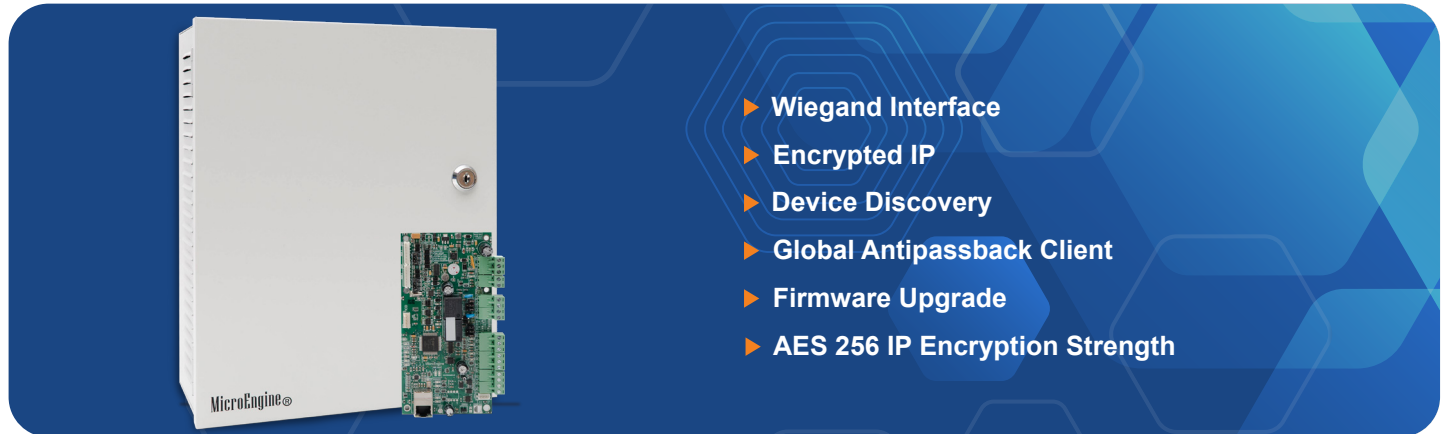 Wiegand Interface
Encrypted IP
Device Discovery
Global Antipassback Client
Firmware Upgrade
AES 256 IP Encryption Strength
MicroEngine®